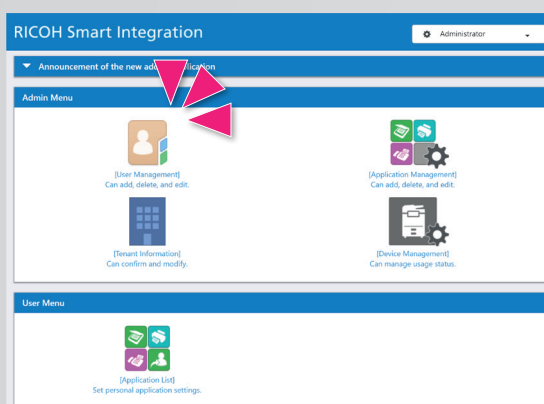 RICOH Smart Integration
Administrator
Announcement of the new
Admin Menu
[User Management]
Can add, delete, and edit.
[Application Management]
Can add, delete, and edit.
[Tenant Information]
Can confirm and modify.
[Device Management]
Can manage usage status.
User Menu
[Application List]
Set personal application settings.